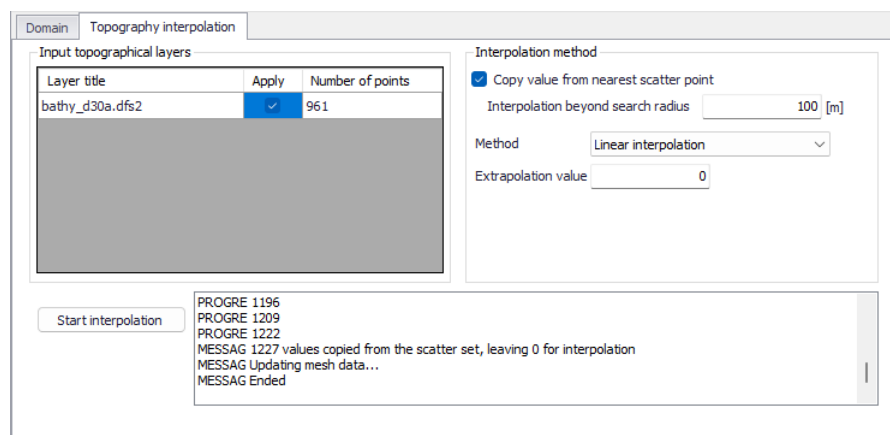 Domain
Topography interpolation
Input topographical layers
Layer title Apply Number of points
bathy_d30a.dfs2 961
Interpolation method
Copy value from nearest scatter point
Interpolation beyond search radius 100 [m]
Method Linear interpolation
Extrapolation value 0
Start interpolation
PROGRE 1196
PROGRE 1209
PROGRE 1222
MESSAG 1227 values copied from the scatter set, leaving 0 for interpolation
MESSAG Updating mesh data...
MESSAG Ended